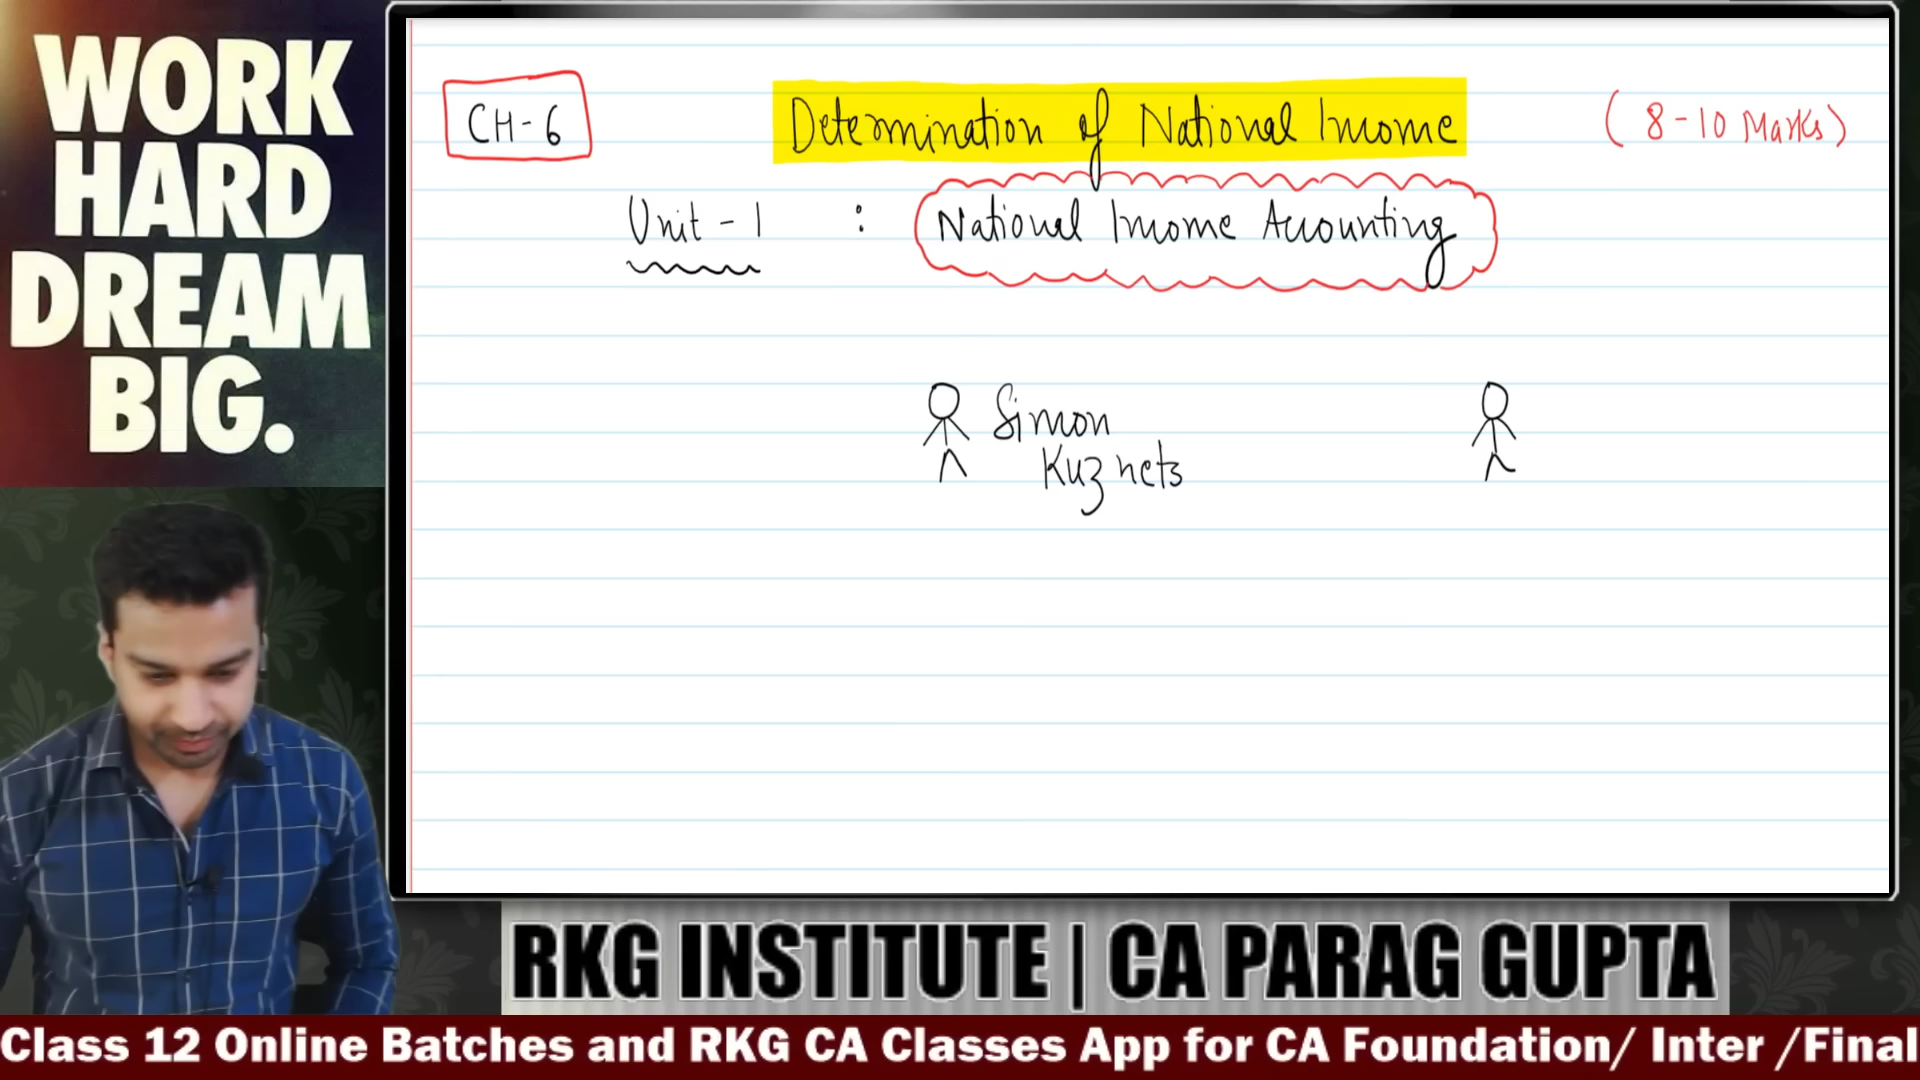 WORK
HARD
DREAM
BIG.
CH-6
Determination of National Income
( 8-10 Marks)
Unit - 1 : National Income Accounting
Simon
Kuznets
RKG INSTITUTE | CA PARAG GUPTA
Class 12 Online Batches and RKG CA Classes App for CA Foundation/ Inter /Final